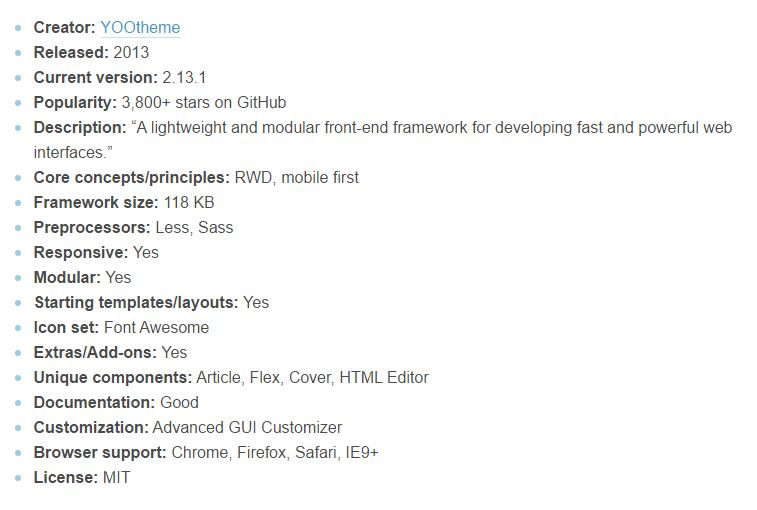 Creator: YOOtheme
Released: 2013
Current version: 2.13.1
Popularity: 3,800+ stars on GitHub
Description: “A lightweight and modular front-end framework for developing fast and powerful web
interfaces.”
Core concepts/principles: RWD, mobile first
Framework size: 118 KB
Preprocessors: Less, Sass
Responsive: Yes
Modular: Yes
Starting templates/layouts: Yes
Icon set: Font Awesome
Extras/Add-ons: Yes
Unique components: Article, Flex, Cover, HTML Editor
Documentation: Good
Customization: Advanced GUI Customizer
Browser support: Chrome, Firefox, Safari, IE9+
License: MIT